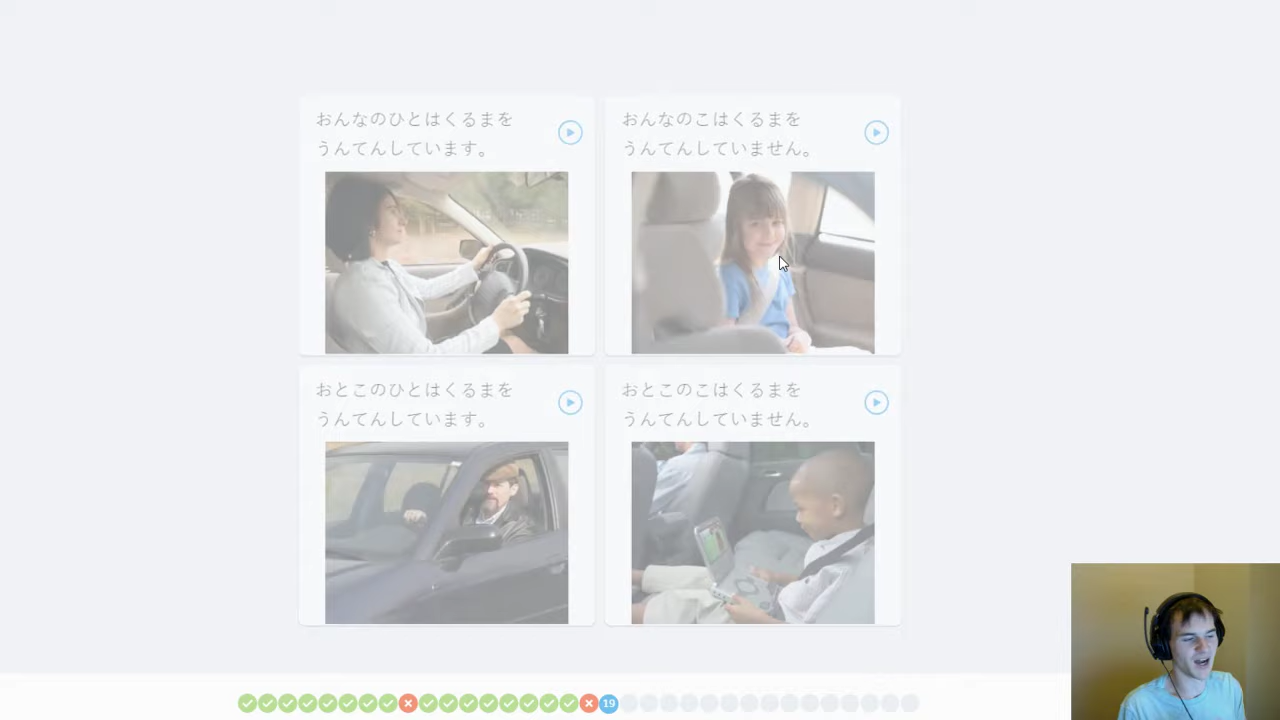 おんなのひとはくるまを
うんてんしています。
おんなのこはくるまを
うんてんしていません。
おとこのひとはくるまを
うんてんしています。
おとこのこはくるまを
うんてんしていません。
19